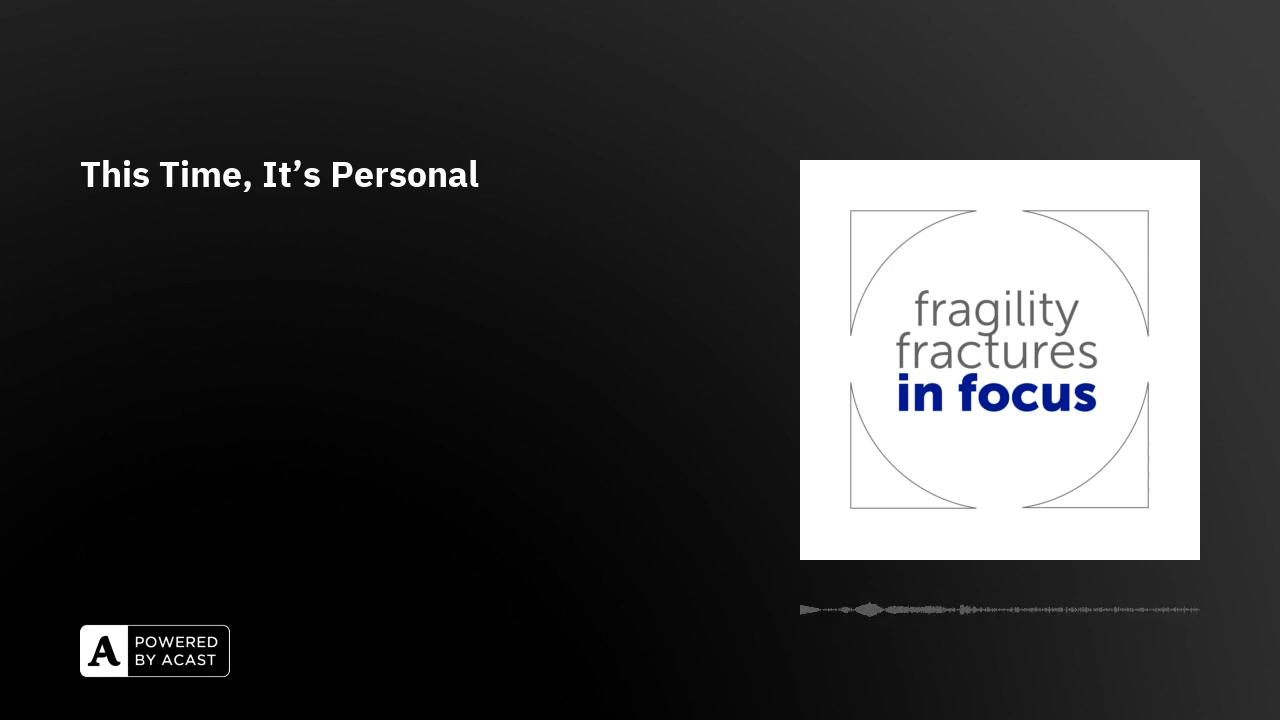 This Time, It’s Personal
fragility
fractures
in focus
A
POWERED
BY ACAST